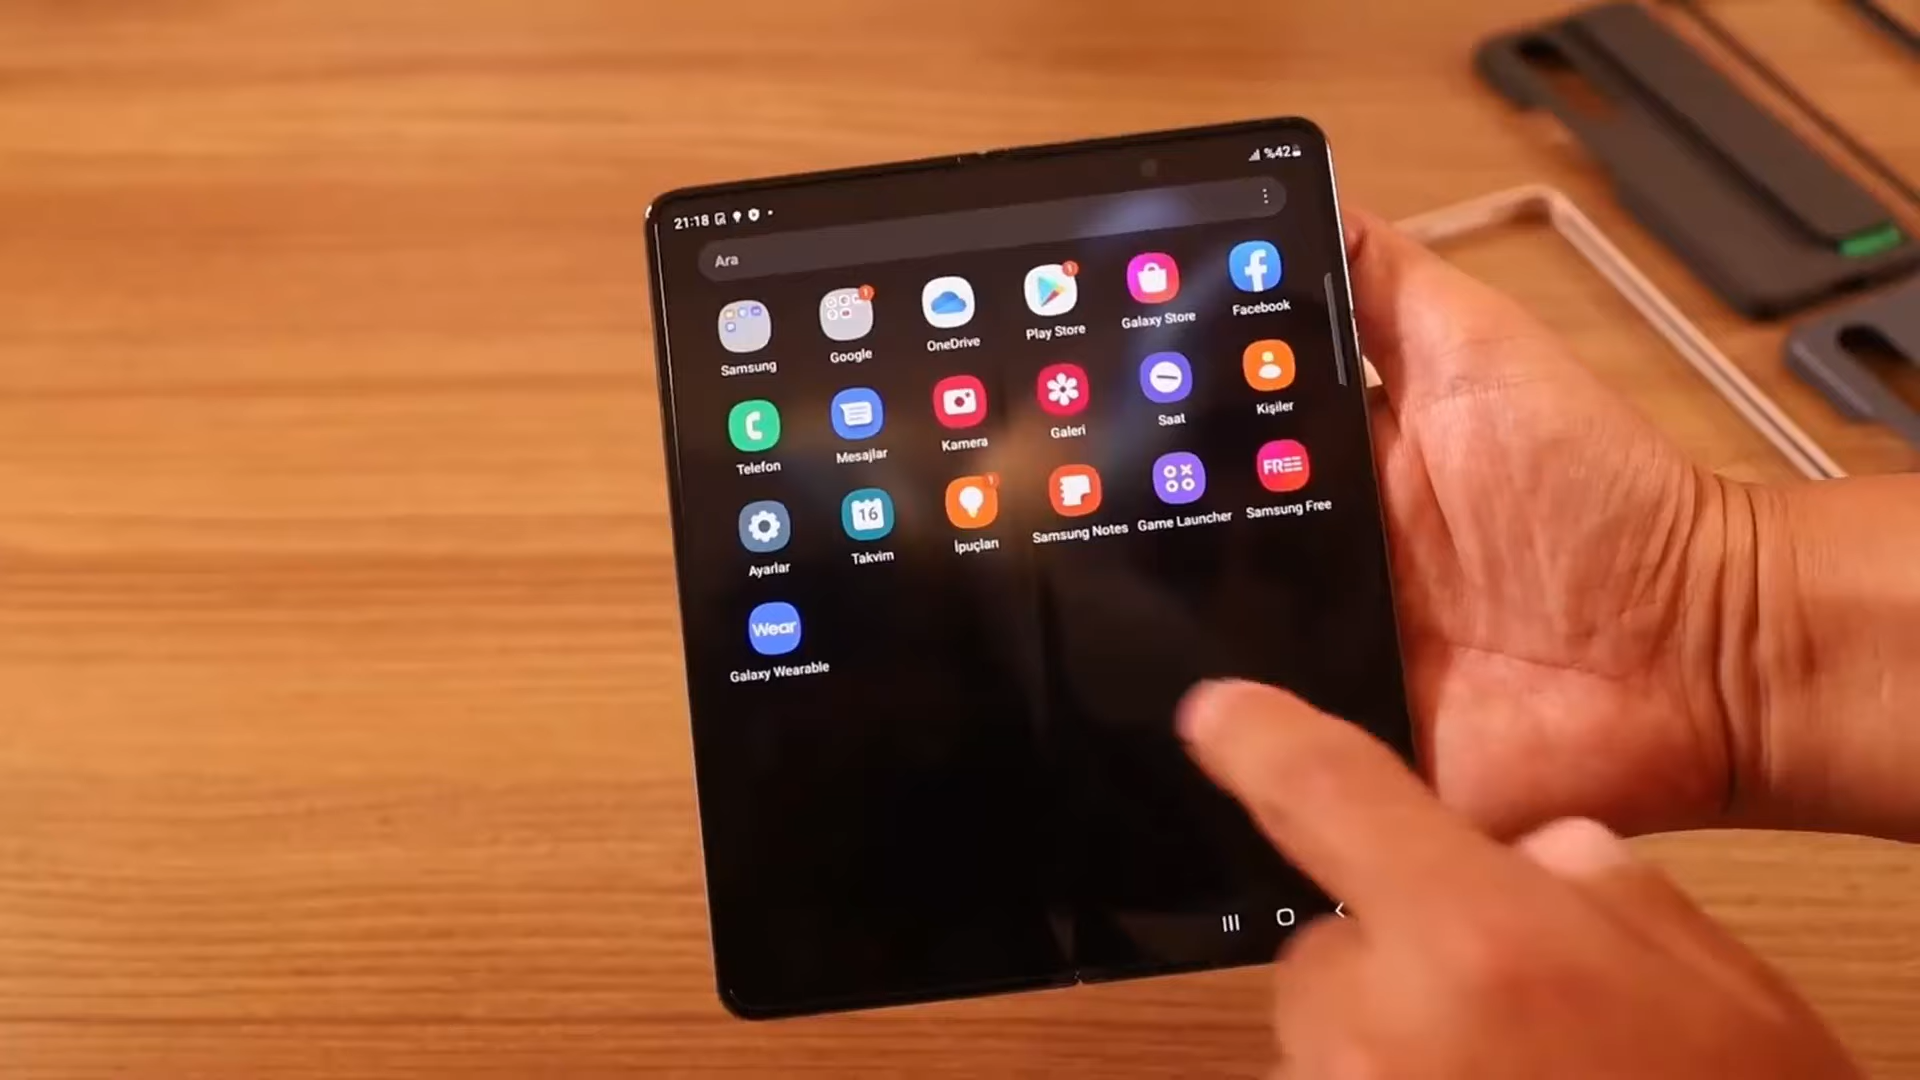 21:18
%42
Ara
Samsung
Google
OneDrive
Play Store
Galaxy Store
Facebook
Telefon
Mesajlar
Kamera
Galeri
Saat
Kişiler
Ayarlar
16
Takvim
İpuçları
Samsung Notes
Game Launcher
FREE
Samsung Free
Wear
Galaxy Wearable